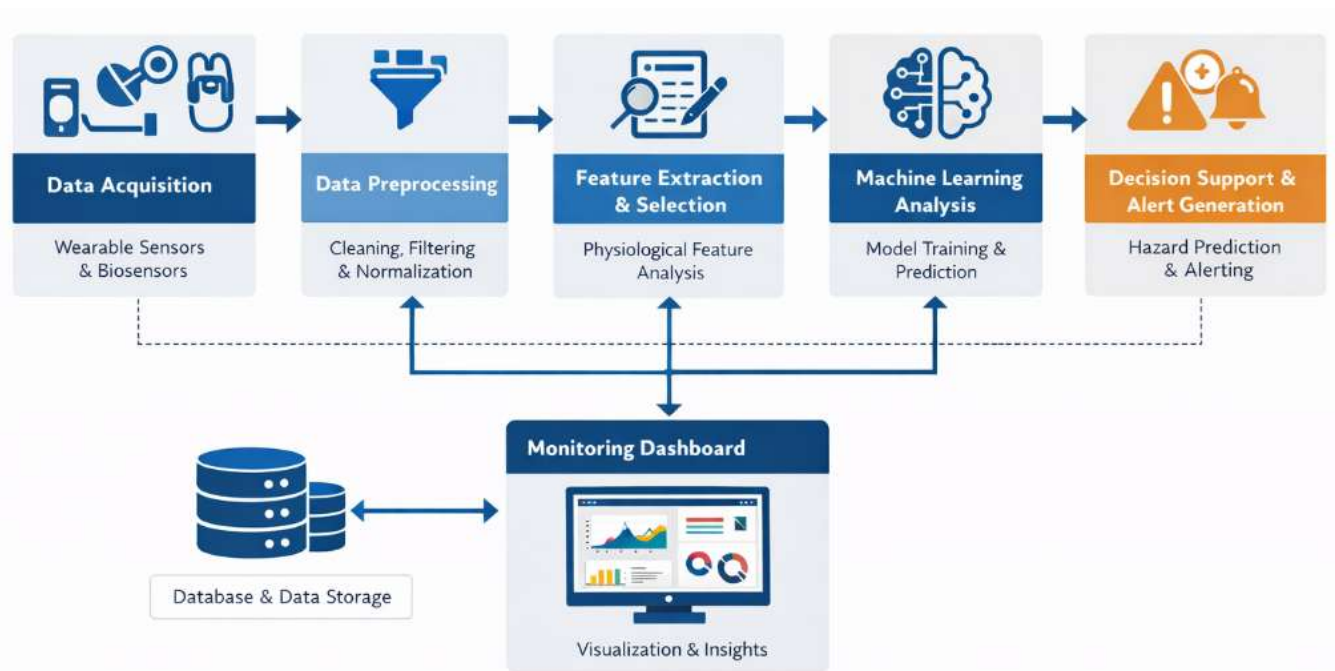 Data Acquisition
Wearable Sensors
& Biosensors
Data Preprocessing
Cleaning, Filtering
& Normalization
Feature Extraction
& Selection
Physiological Feature
Analysis
Machine Learning
Analysis
Model Training &
Prediction
Decision Support &
Alert Generation
Hazard Prediction
& Alerting
Monitoring Dashboard
Visualization & Insights
Database & Data Storage